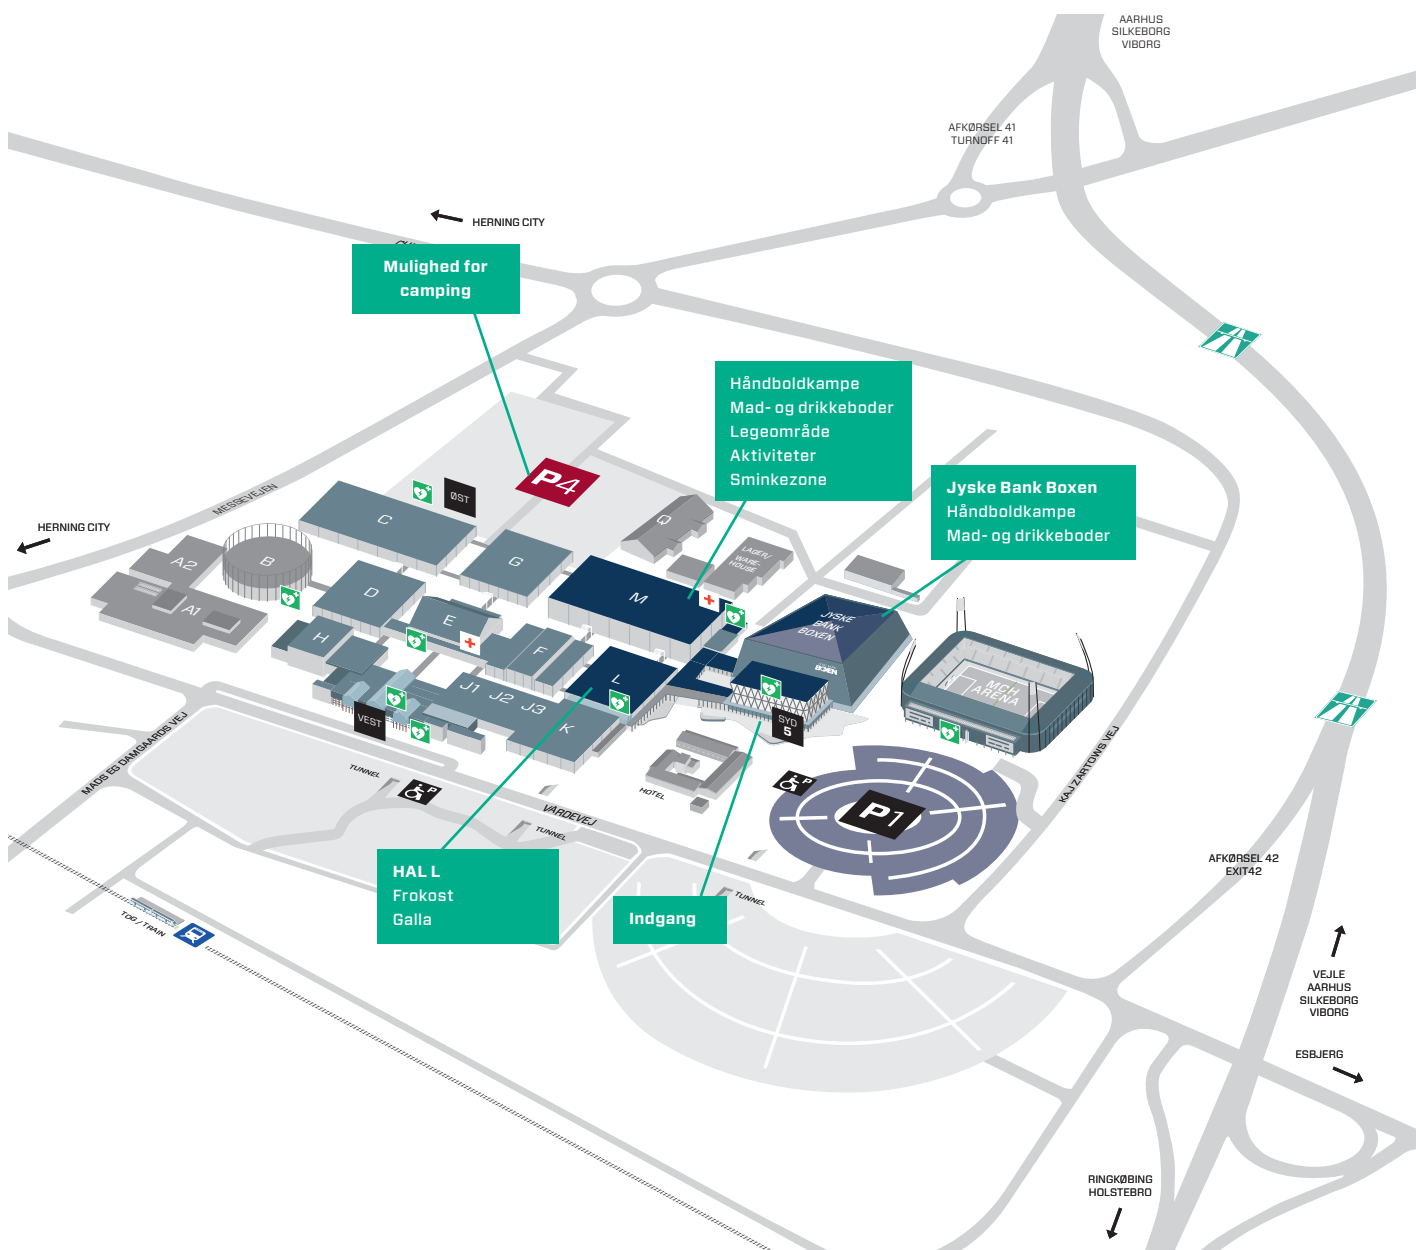 AARHUS
SILKEBORG
VIBORG
AFKØRSEL 41
TURNOFF 41
HERNING CITY
Mulighed for
camping
Håndboldkampe
Mad- og drikkeboder
Legeområde
Aktiviteter
Sminkezone
Jyske Bank Boxen
Håndboldkampe
Mad- og drikkeboder
P4
ØST
MESSEVEJEN
HERNING CITY
C
Q
LAGER/
WARE-
HOUSE
A2
B
G
D
M
A1
E
H
F
JYSKE
BANK
BOXEN
BOXEN
L
J1
J2
J3
K
MCH
ARENA
VEST
SYD
5
MADS EG DAMGAARDS VEJ
KAJ ZARTOWS VEJ
TUNNEL
P
HOTEL
P
P1
VARDEVEJ
TUNNEL
HAL L
Frokost
Galla
AFKØRSEL 42
EXIT42
TUNNEL
Indgang
TOG / TRAIN
VEJLE
AARHUS
SILKEBORG
VIBORG
ESBJERG
RINGKØBING
HOLSTEBRO